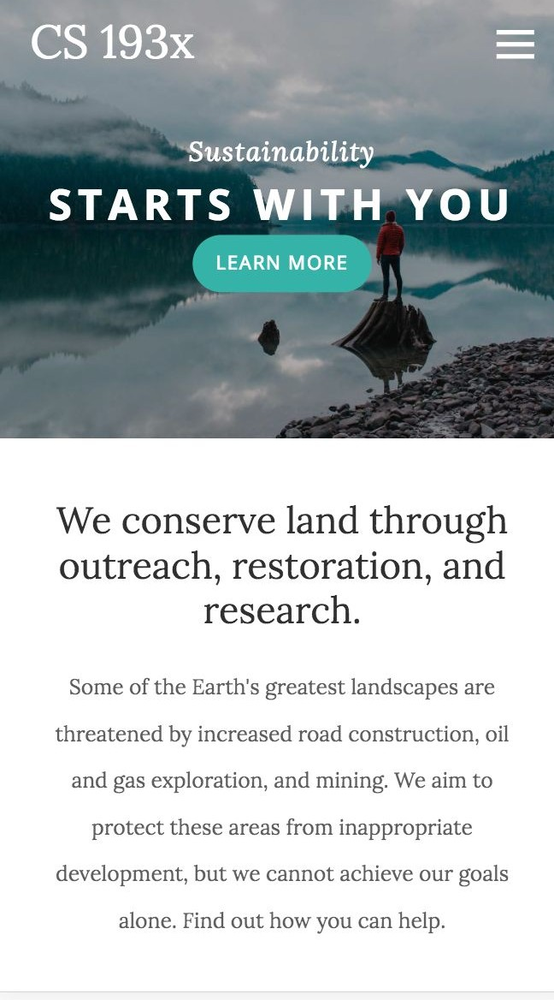 CS 193x
Sustainability
STARTS WITH YOU
LEARN MORE
We conserve land through
outreach, restoration, and
research.
Some of the Earth's greatest landscapes are
threatened by increased road construction, oil
and gas exploration, and mining. We aim to
protect these areas from inappropriate
development, but we cannot achieve our goals
alone. Find out how you can help.